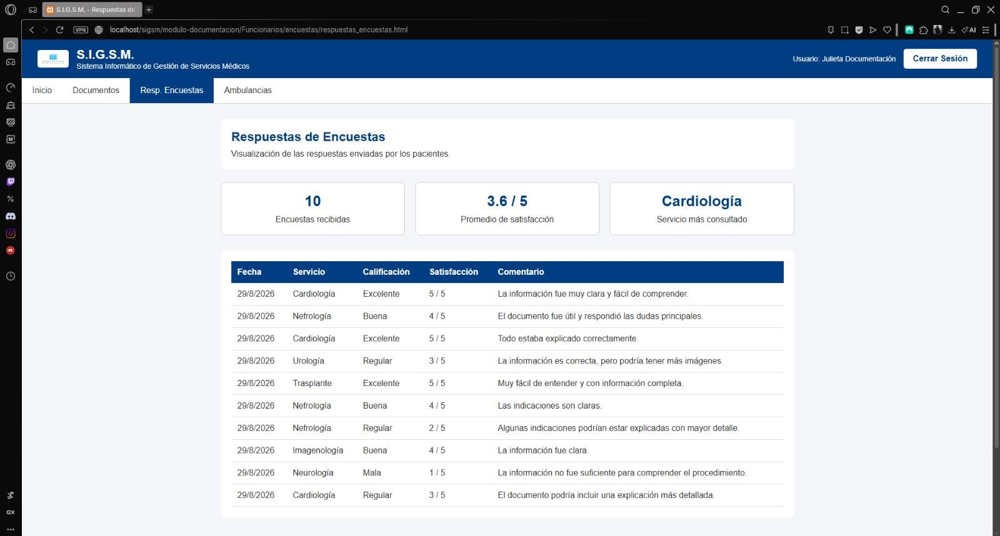 S.I.G.S.M. - Respuestas de
VPN
localhost/sigsm/modulo-documentacion/Funcionarios/encuestas/respuestas_encuestas.html
AI
S.I.G.S.M.
Sistema Informático de Gestión de Servicios Médicos
Usuario: Julieta Documentación
Cerrar Sesión
Inicio Documentos Resp. Encuestas Ambulancias
Respuestas de Encuestas
Visualización de las respuestas enviadas por los pacientes.
10
Encuestas recibidas
3.6 / 5
Promedio de satisfacción
Cardiología
Servicio más consultado
Fecha Servicio Calificación Satisfacción Comentario
29/8/2026 Cardiología Excelente 5 / 5 La información fue muy clara y fácil de comprender.
29/8/2026 Nefrología Buena 4 / 5 El documento fue útil y respondió las dudas principales.
29/8/2026 Cardiología Excelente 5 / 5 Todo estaba explicado correctamente.
29/8/2026 Urología Regular 3 / 5 La información es correcta, pero podría tener más imágenes.
29/8/2026 Trasplante Excelente 5 / 5 Muy fácil de entender y con información completa.
29/8/2026 Nefrología Buena 4 / 5 Las indicaciones son claras.
29/8/2026 Nefrología Regular 2 / 5 Algunas indicaciones podrían estar explicadas con mayor detalle.
29/8/2026 Imagenología Buena 4 / 5 La información fue clara.
29/8/2026 Neurología Mala 1 / 5 La información no fue suficiente para comprender el procedimiento.
29/8/2026 Cardiología Regular 3 / 5 El documento podría incluir una explicación más detallada.
M
GX